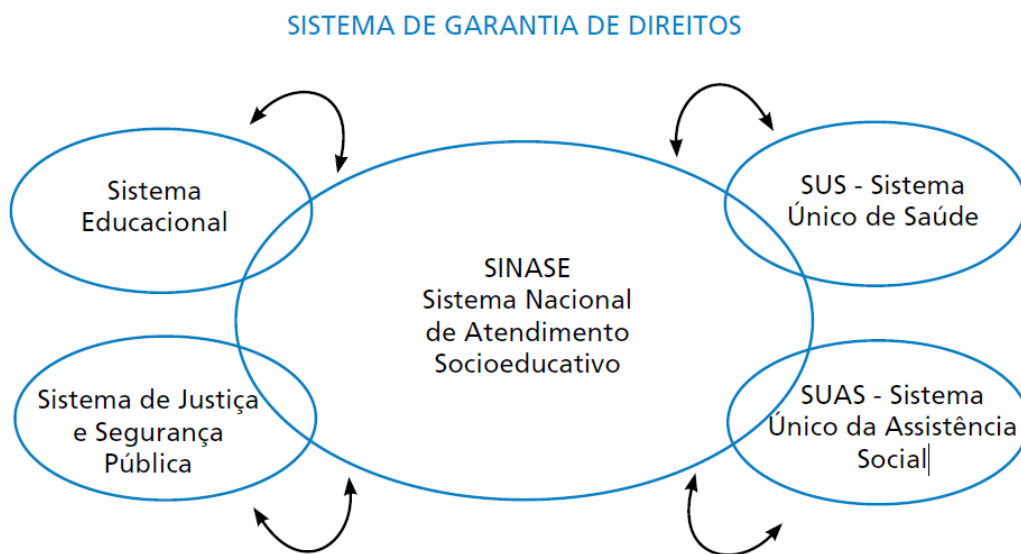 SISTEMA DE GARANTIA DE DIREITOS
Sistema
Educacional
SUS - Sistema
Único de Saúde
SINASE
Sistema Nacional
de Atendimento
Socioeducativo
Sistema de Justiça
e Segurança
Pública
SUAS - Sistema
Único da Assistência
Social